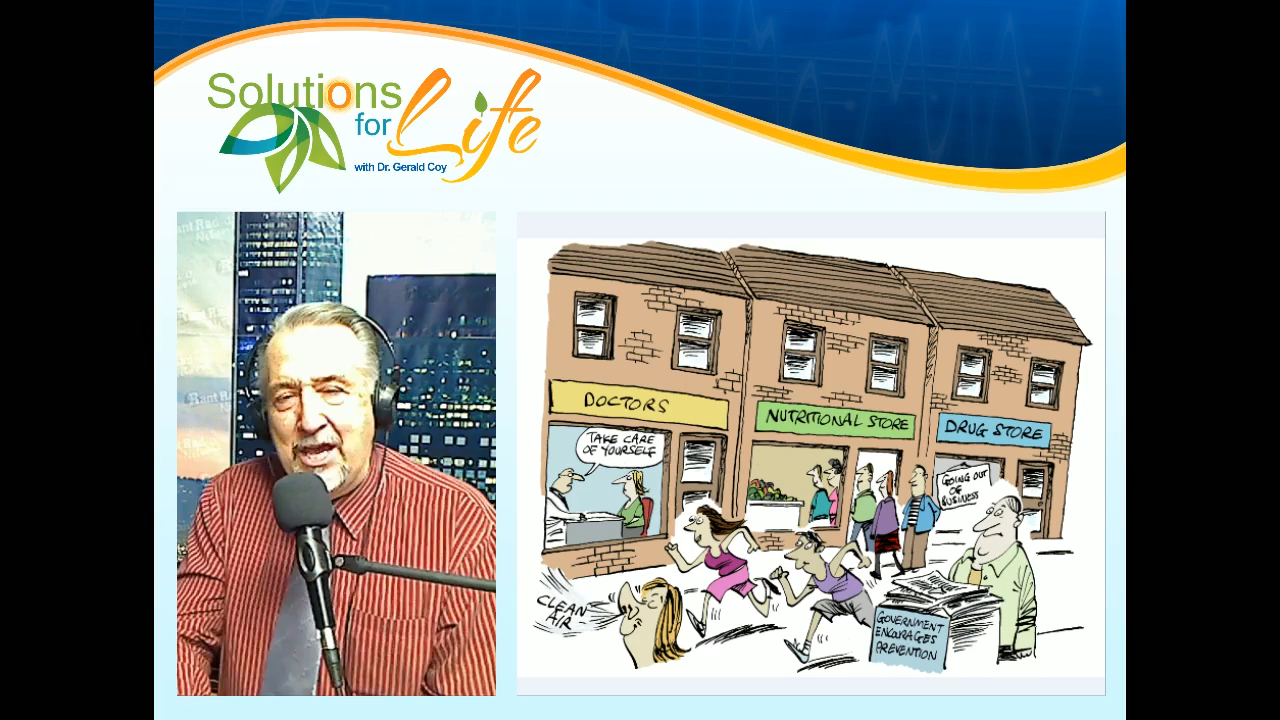 Solutions
for Life
with Dr. Gerald Coy
DOCTORS
NUTRITIONAL STORE
DRUG STORE
TAKE CARE
OF YOURSELF
GOING OUT
OF
BUSINESS
CLEAN
AIR
GOVERNMENT
ENCOURAGES
PREVENTION